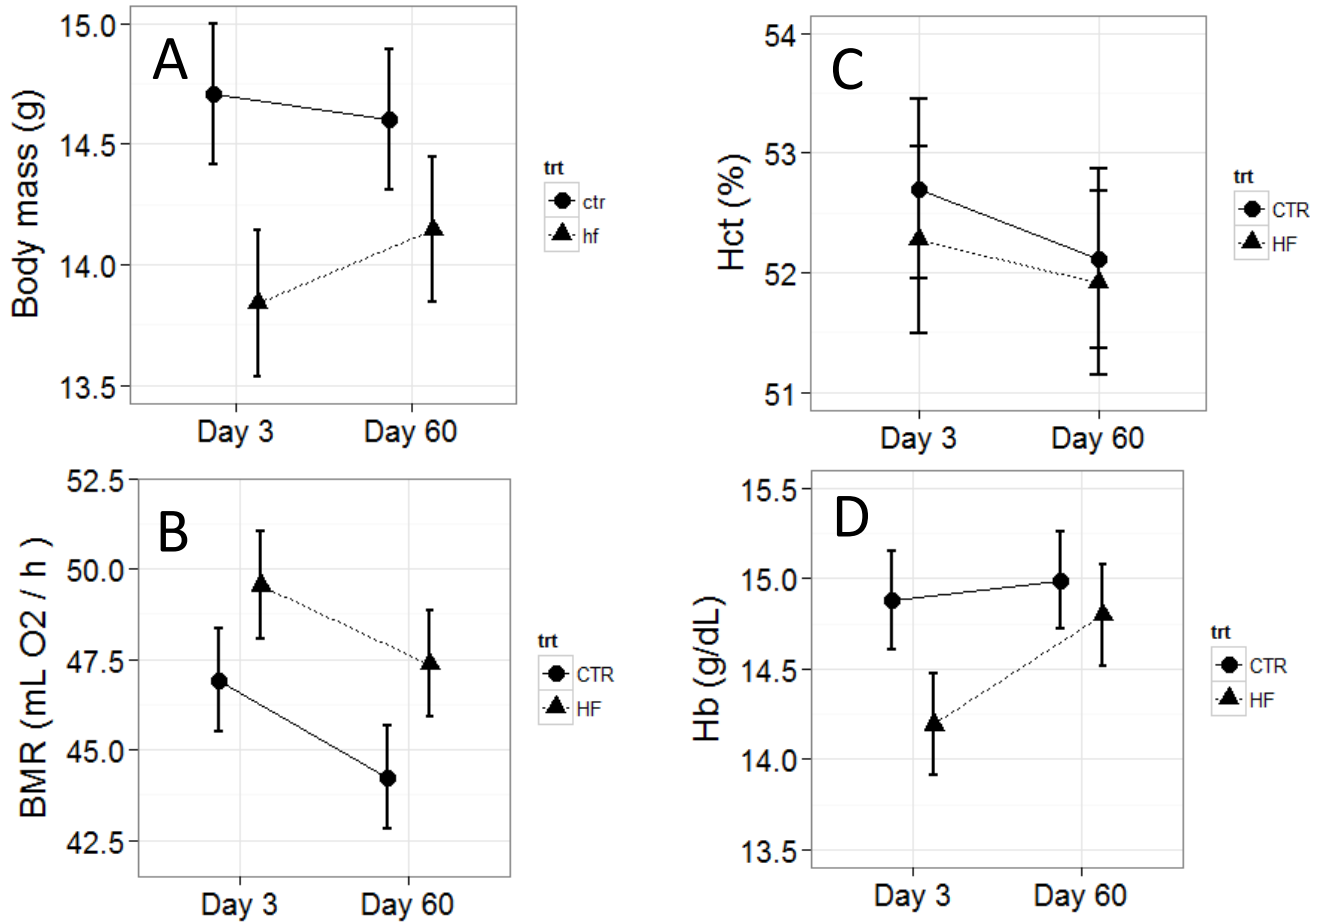 A
Body mass (g)
15.0
14.5
14.0
13.5
Day 3 Day 60
trt
ctr
hf
C
Hct (%)
54
53
52
51
Day 3 Day 60
trt
CTR
HF
B
BMR (mL O2 / h )
52.5
50.0
47.5
45.0
42.5
Day 3 Day 60
trt
CTR
HF
D
Hb (g/dL)
15.5
15.0
14.5
14.0
13.5
Day 3 Day 60
trt
CTR
HF